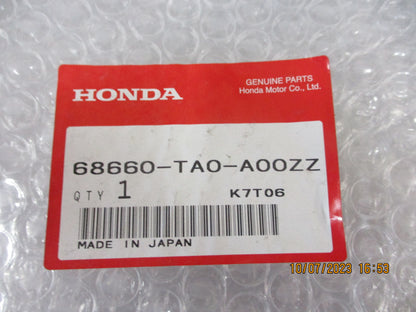 HONDA
GENUINE PARTS
Honda Motor Co., Ltd.
68660-TA0-A00ZZ
QTY 1 K7T06
MADE IN JAPAN
10/07/2023 16:53